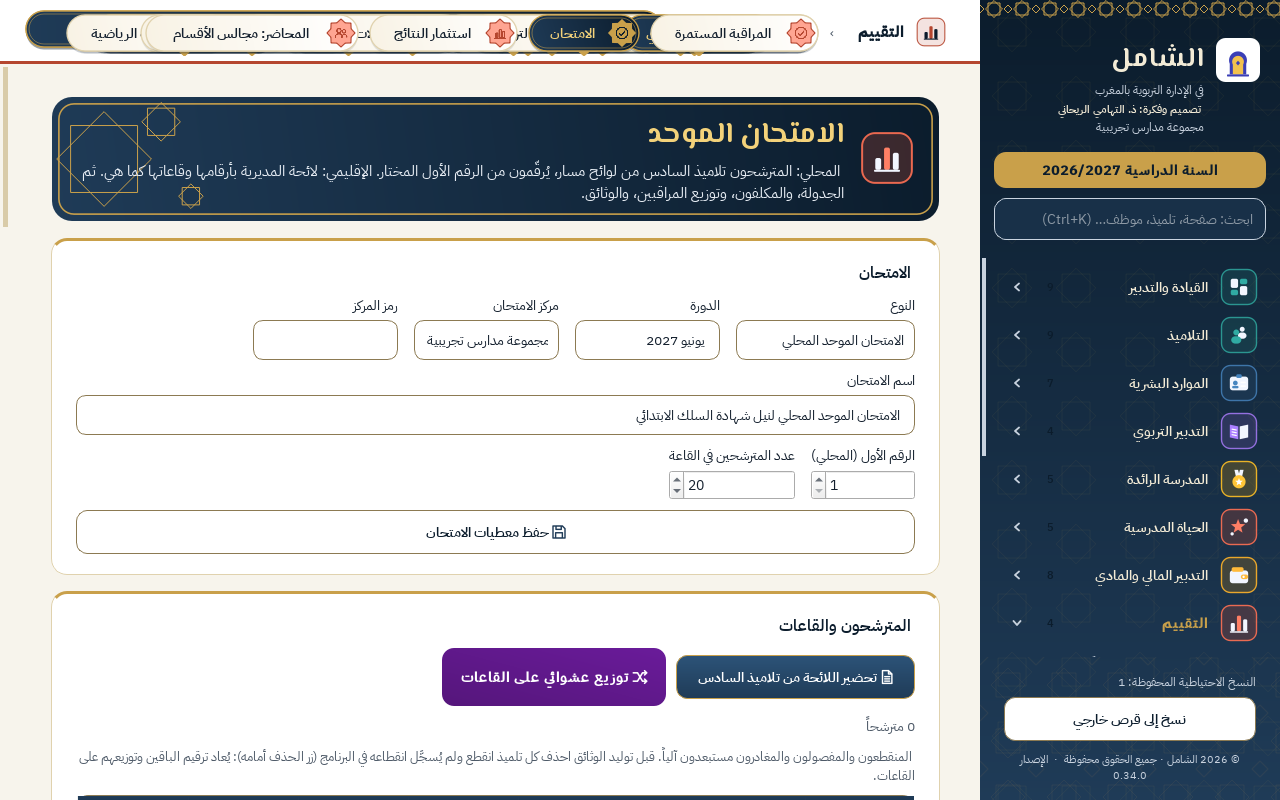 الشامل
في الإدارة التربوية بالمغرب
تصميم وفكرة: ذ. التهامي الريحاني
مجموعة مدارس تجريبية
السنة الدراسية 2026/2027
ابحث: صفحة، تلميذ، موظف... (Ctrl+K)
القيادة والتدبير 9
التلاميذ 9
الموارد البشرية 7
التدبير التربوي 4
المدرسة الرائدة 5
الحياة المدرسية 5
التدبير المالي والمادي 8
التقييم 4
النسخ الاحتياطية المحفوظة: 1
نسخ إلى قرص خارجي
© 2026 الشامل · جميع الحقوق محفوظة · الإصدار
0.34.0
التقييم ‹ المراقبة المستمرة الامتحان استثمار النتائج المحاضر: مجالس الأقسام الرياضية
الامتحان الموحد
المحلي: المترشحون تلاميذ السادس من لوائح مسار، يُرقّمون من الرقم الأول المختار. الإقليمي: لائحة المديرية بأرقامها وقاعاتها كما هي. ثم
الجدولة، والمكلفون، وتوزيع المراقبين، والوثائق.
الامتحان
النوع الدورة مركز الامتحان رمز المركز
الامتحان الموحد المحلي يونيو 2027 مجموعة مدارس تجريبية
اسم الامتحان
الامتحان الموحد المحلي لنيل شهادة السلك الابتدائي
الرقم الأول (المحلي) عدد المترشحين في القاعة
1 20
حفظ معطيات الامتحان
المترشحون والقاعات
تحضير اللائحة من تلاميذ السادس توزيع عشوائي على القاعات
0 مترشحاً
المنقطعون والمفصولون والمغادرون مستبعدون آلياً. قبل توليد الوثائق احذف كل تلميذ انقطع ولم يُسجَّل انقطاعه في البرنامج (زر الحذف أمامه): يُعاد ترقيم الباقين وتوزيعهم على
القاعات.